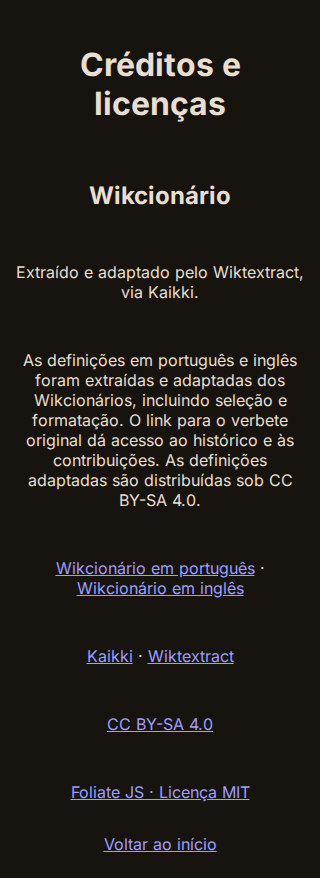 Créditos e
licenças
Wikcionário
Extraído e adaptado pelo Wiktextract,
via Kaikki.
As definições em português e inglês
foram extraídas e adaptadas dos
Wikcionários, incluindo seleção e
formatação. O link para o verbete
original dá acesso ao histórico e às
contribuições. As definições
adaptadas são distribuídas sob CC
BY-SA 4.0.
Wikcionário em português ·
Wikcionário em inglês
Kaikki · Wiktextract
CC BY-SA 4.0
Foliate JS · Licença MIT
Voltar ao início